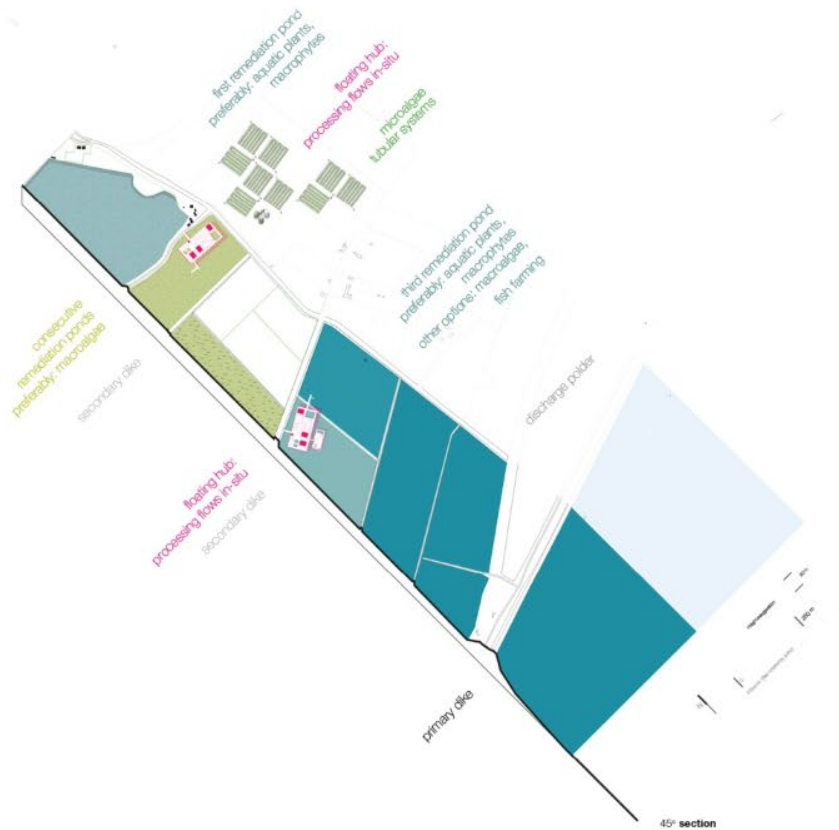 first remediation pond
preferably: aquatic plants,
macrophytes
floating hub:
processing flows in-situ
microalgae
tubular systems
third remediation pond
preferably: aquatic plants,
macrophytes
other options: macroalgae,
fish farming
consecutive
remediation ponds
preferably: macroalgae
secondary dike
discharge polder
floating hub:
processing flows in-situ
secondary dike
primary dike
45° section